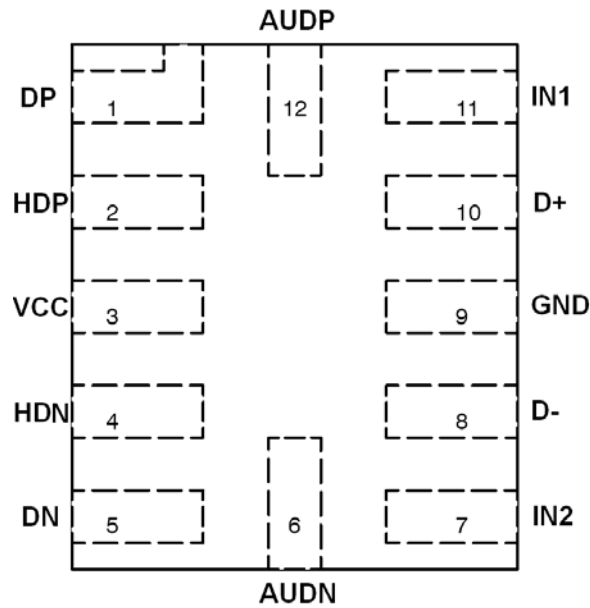 AUDP
DP 1 12 11 IN1
HDP 2 10 D+
VCC 3 9 GND
HDN 4 8 D-
DN 5 6 7 IN2
AUDN